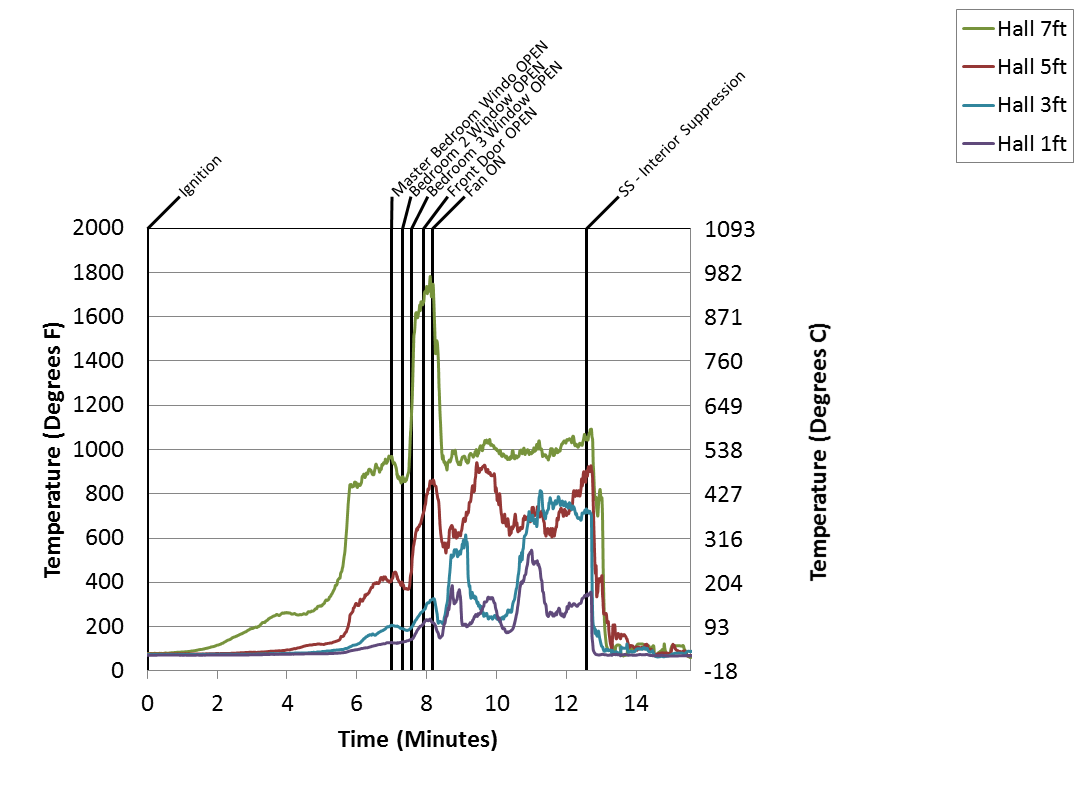 Hall 7ft
Hall 5ft
Hall 3ft
Hall 1ft
Ignition
Master Bedroom Windo OPEN
Bedroom 2 Window OPEN
Bedroom 3 Window OPEN
Front Door OPEN
Fan ON
SS - Interior Suppression
2000
1800
1600
1400
1200
1000
800
600
400
200
0
Temperature (Degrees F)
1093
982
871
760
649
538
427
316
204
93
-18
Temperature (Degrees C)
0 2 4 6 8 10 12 14
Time (Minutes)